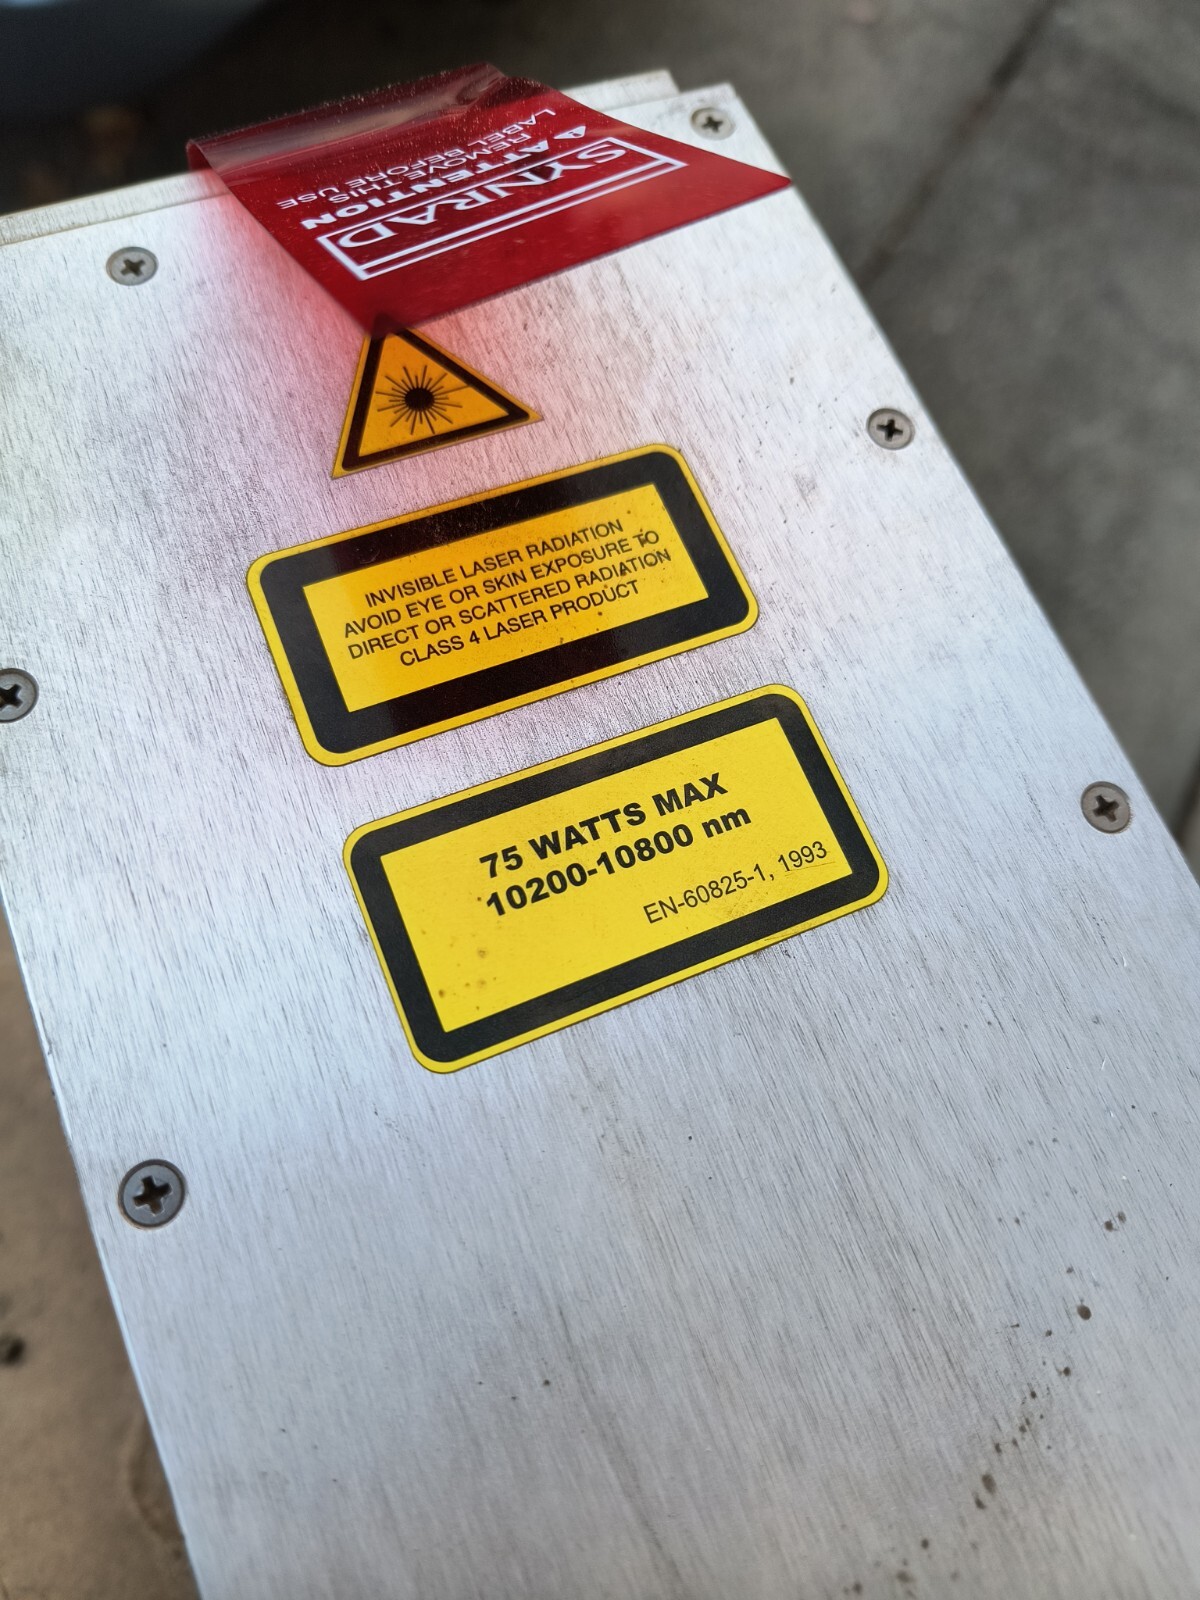 SYNRAD
ATTENTION
REMOVE THIS
LABEL BEFORE USE
INVISIBLE LASER RADIATION
AVOID EYE OR SKIN EXPOSURE TO
DIRECT OR SCATTERED RADIATION
CLASS 4 LASER PRODUCT
75 WATTS MAX
10200-10800 nm
EN-60825-1, 1993